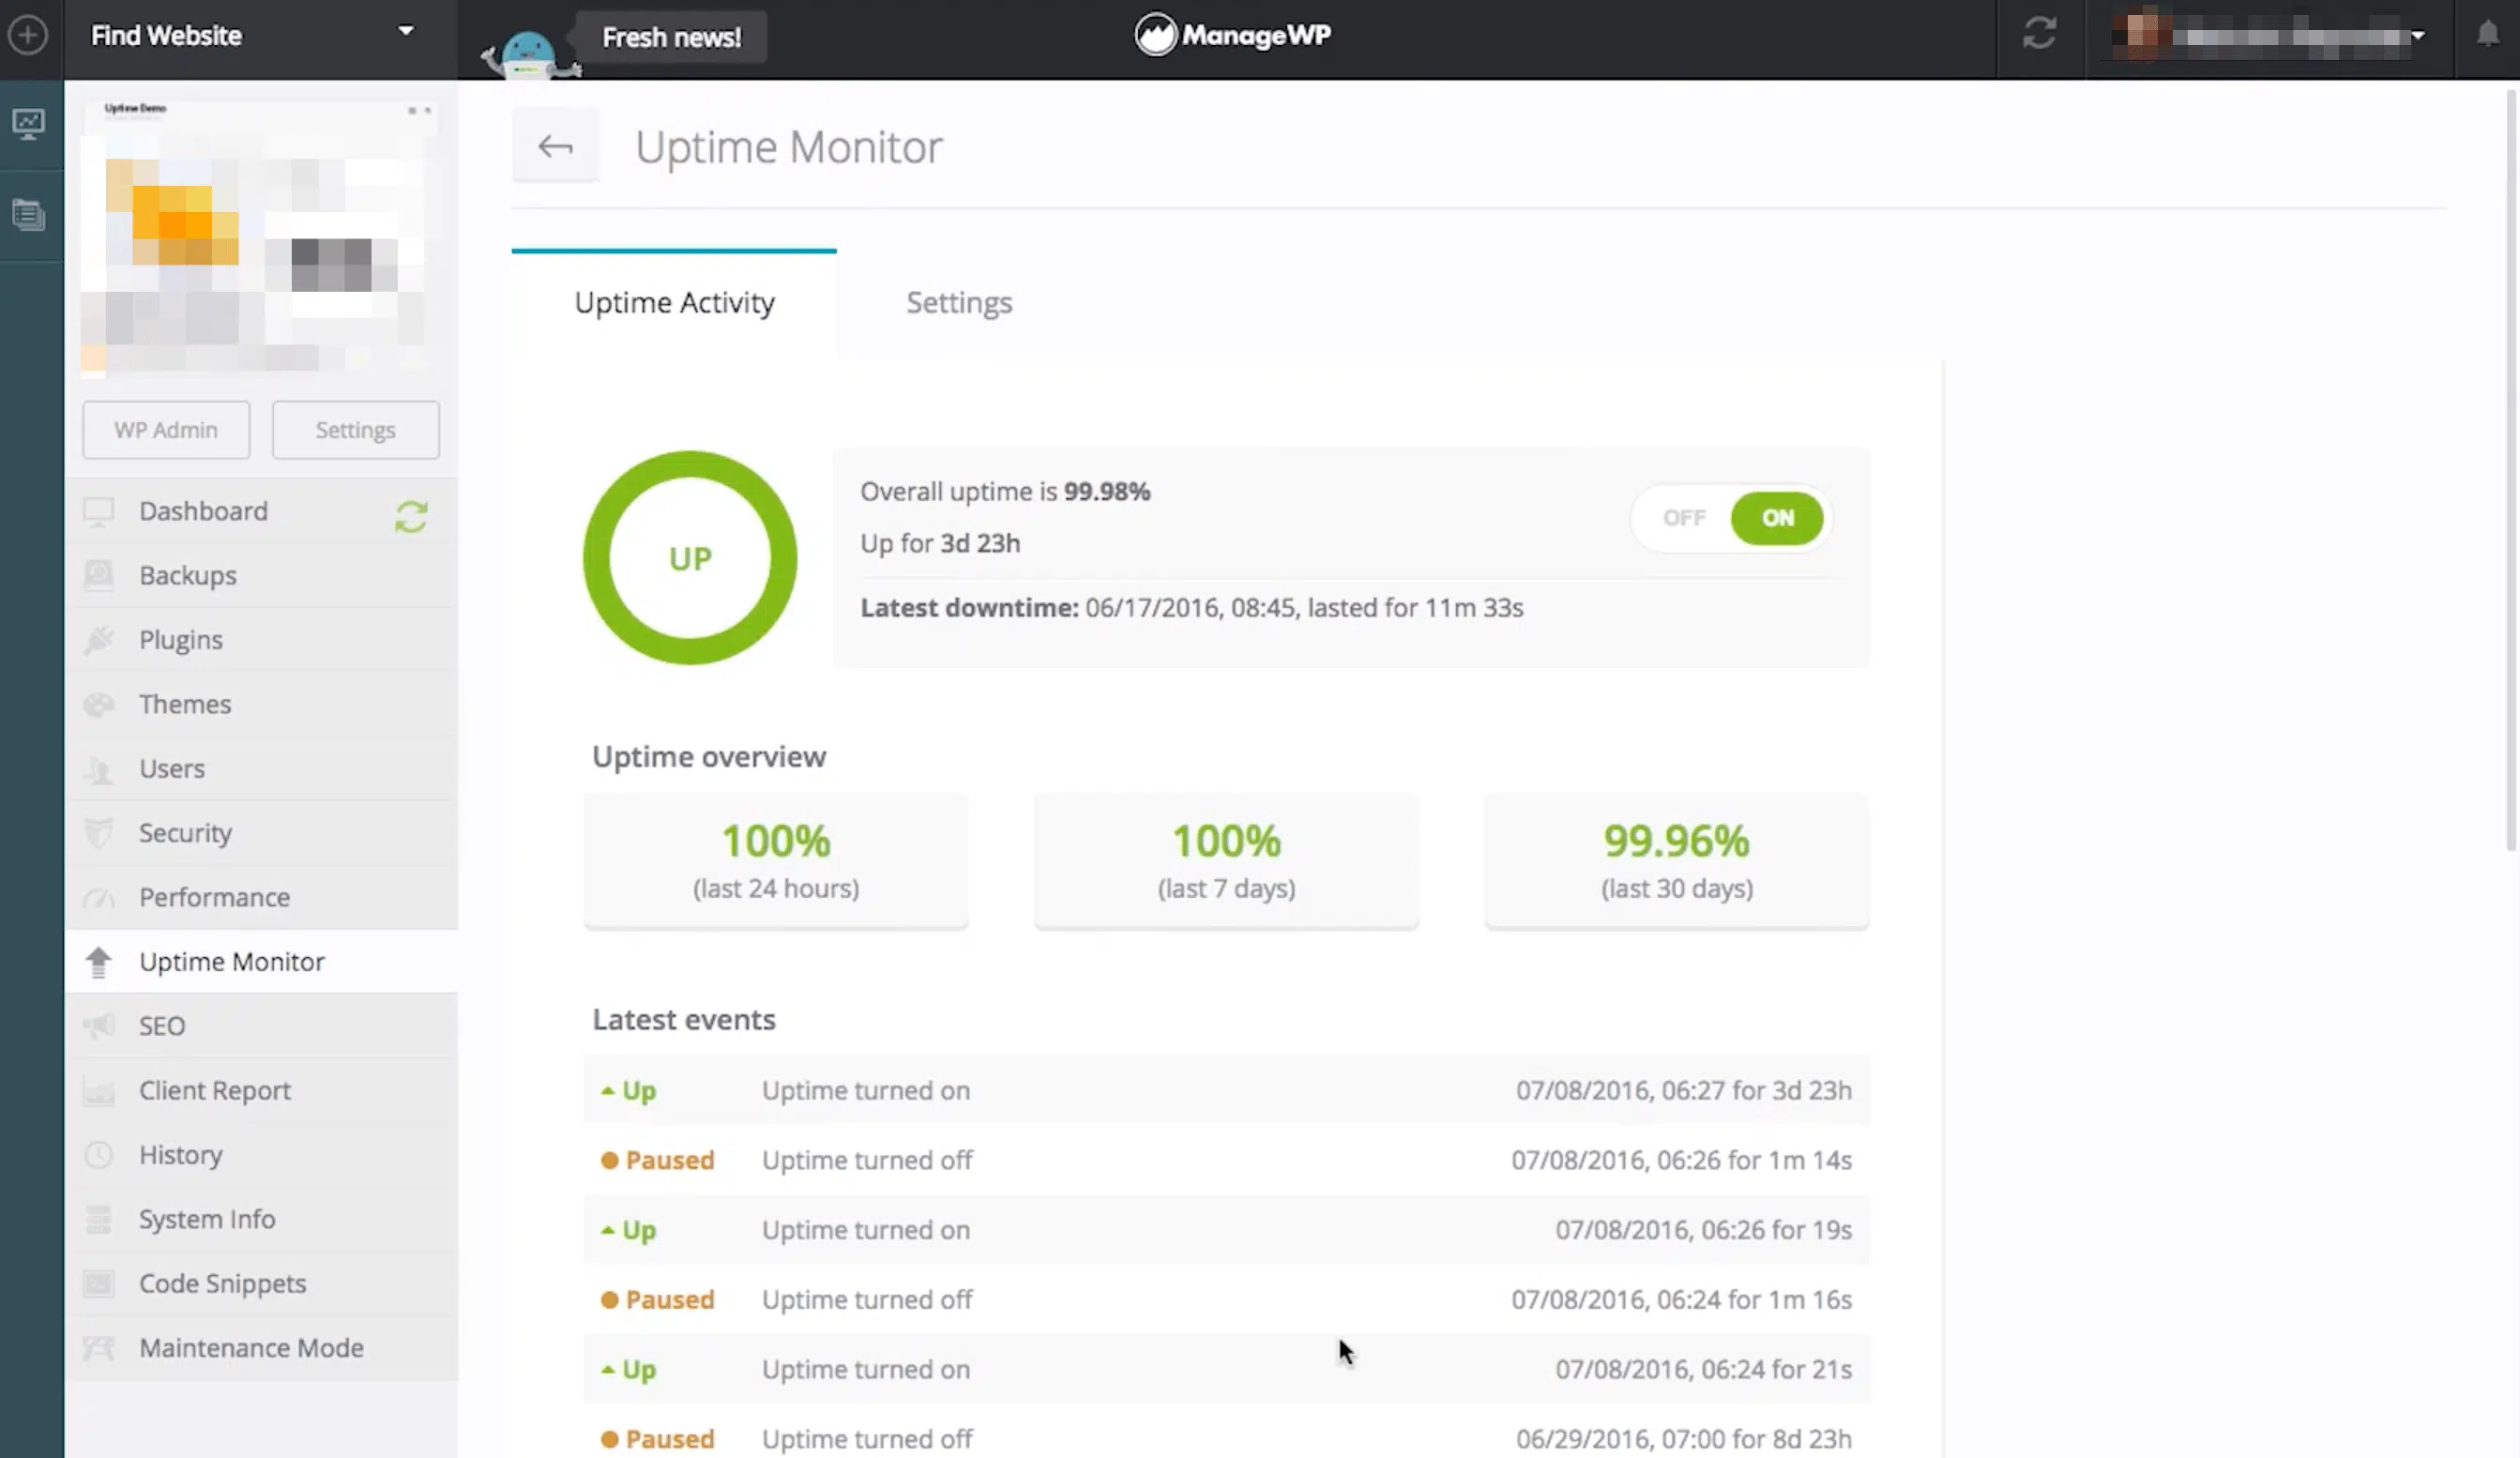 Find Website
Fresh news!
ManageWP
Uptime Demo
WP Admin
Settings
Dashboard
Backups
Plugins
Themes
Users
Security
Performance
Uptime Monitor
SEO
Client Report
History
System Info
Code Snippets
Maintenance Mode
Uptime Monitor
Uptime Activity
Settings
UP
Overall uptime is 99.98%
OFF ON
Up for 3d 23h
Latest downtime: 06/17/2016, 08:45, lasted for 11m 33s
Uptime overview
100%
(last 24 hours)
100%
(last 7 days)
99.96%
(last 30 days)
Latest events
Up Uptime turned on 07/08/2016, 06:27 for 3d 23h
Paused Uptime turned off 07/08/2016, 06:26 for 1m 14s
Up Uptime turned on 07/08/2016, 06:26 for 19s
Paused Uptime turned off 07/08/2016, 06:24 for 1m 16s
Up Uptime turned on 07/08/2016, 06:24 for 21s
Paused Uptime turned off 06/29/2016, 07:00 for 8d 23h